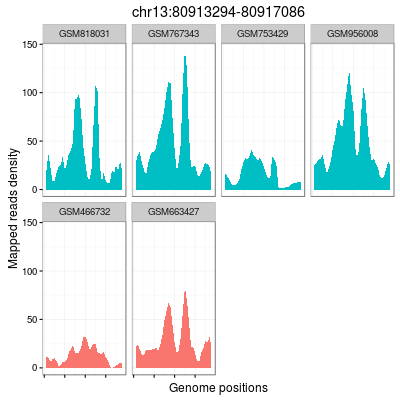 chr13:80913294-80917086
GSM818031 GSM767343 GSM753429 GSM956008
150
100
50
0
GSM466732 GSM663427
150
100
50
0
Mapped reads density
Genome positions